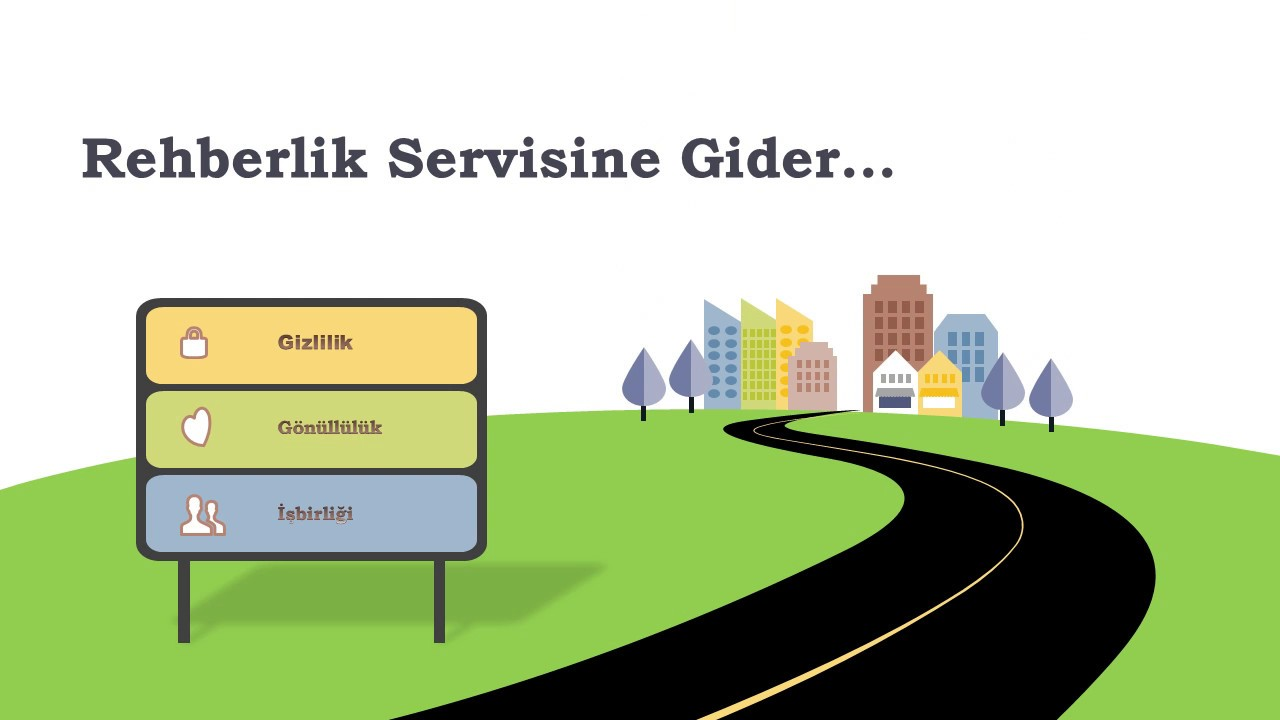 Rehberlik Servisine Gider...
Gizlilik
Gönüllülük
İşbirliği